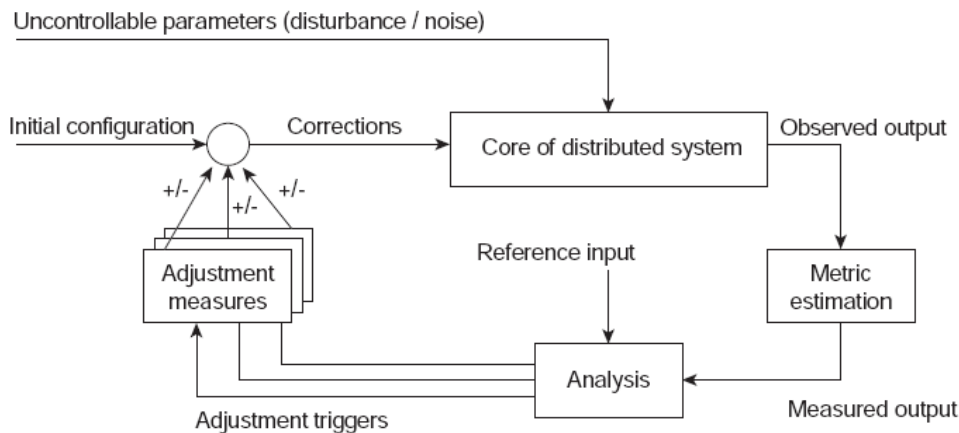 Uncontrollable parameters (disturbance / noise)
Initial configuration
Corrections
Core of distributed system
Observed output
+/-
+/-
+/-
Reference input
Adjustment
measures
Metric
estimation
Analysis
Adjustment triggers
Measured output